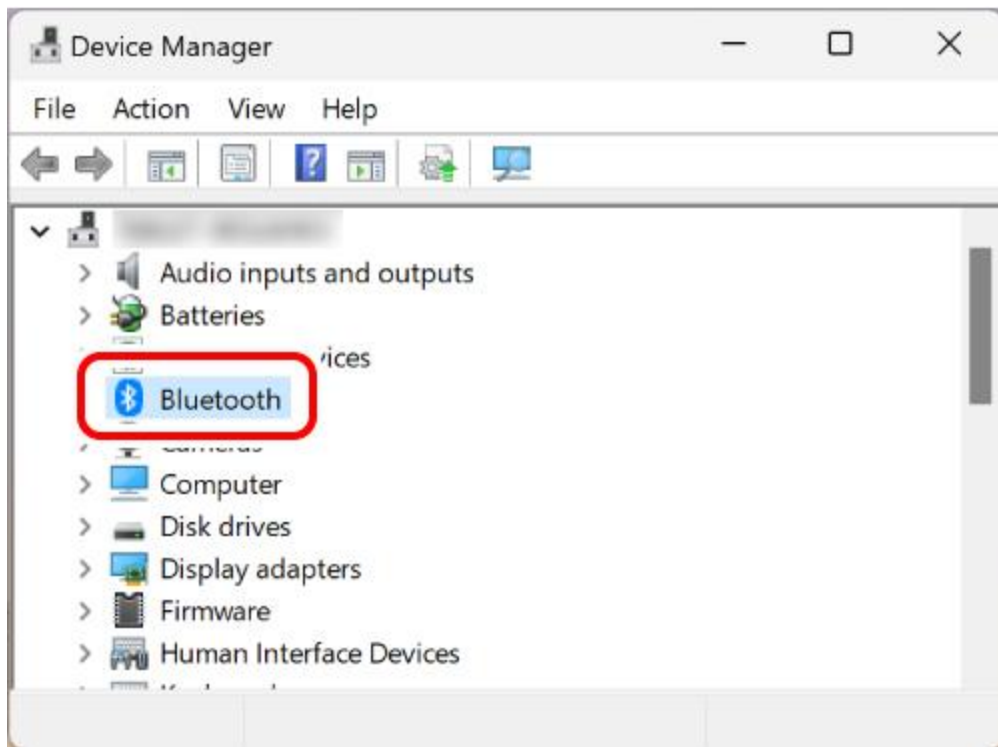 Device Manager
File Action View Help
Audio inputs and outputs
Batteries
Bluetooth
Computer
Disk drives
Display adapters
Firmware
Human Interface Devices